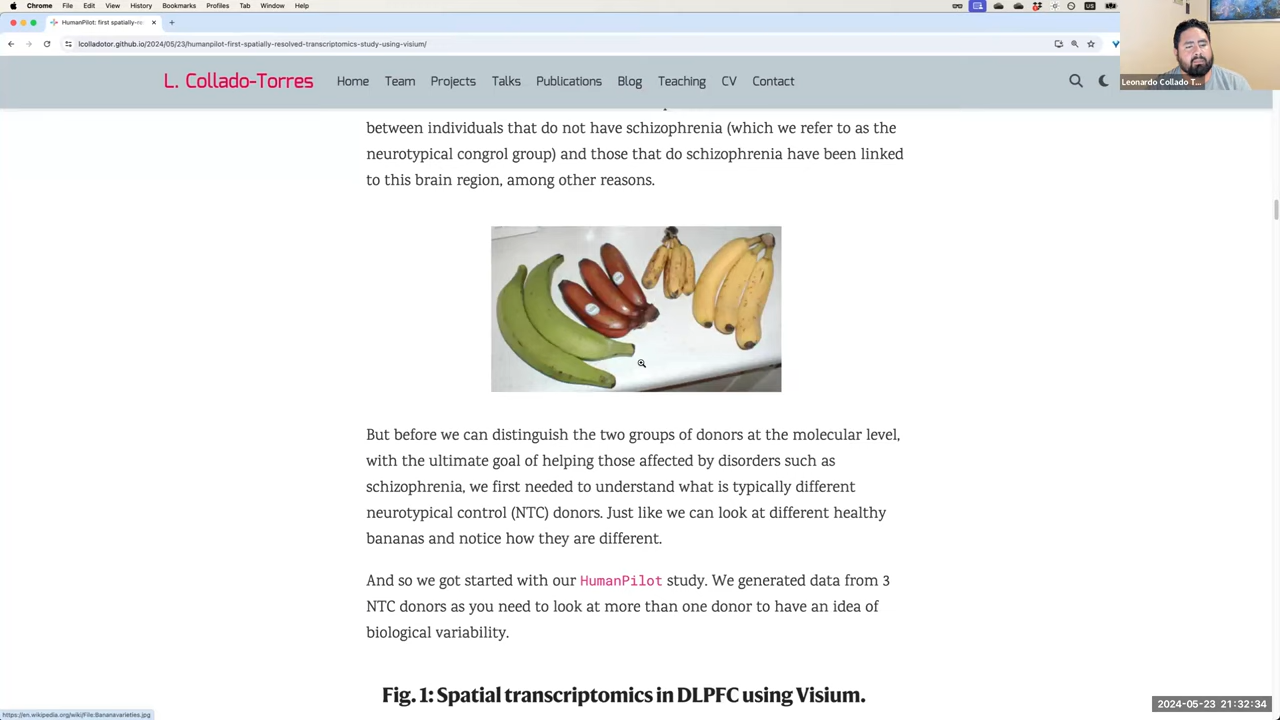 Chrome File Edit View History Bookmarks Profiles Tab Window Help
HumanPilot: first spatially-re
lcolladotor.github.io/2024/05/23/humanpilot-first-spatially-resolved-transcriptomics-study-using-visium/
Leonardo Collado T...
L. Collado-Torres Home Team Projects Talks Publications Blog Teaching CV Contact
between individuals that do not have schizophrenia (which we refer to as the
neurotypical congrol group) and those that do schizophrenia have been linked
to this brain region, among other reasons.
But before we can distinguish the two groups of donors at the molecular level,
with the ultimate goal of helping those affected by disorders such as
schizophrenia, we first needed to understand what is typically different
neurotypical control (NTC) donors. Just like we can look at different healthy
bananas and notice how they are different.
And so we got started with our HumanPilot study. We generated data from 3
NTC donors as you need to look at more than one donor to have an idea of
biological variability.
Fig. 1: Spatial transcriptomics in DLPFC using Visium.
2024-05-23 21:32:34
https://en.wikipedia.org/wiki/File:Bananavarieties.jpg